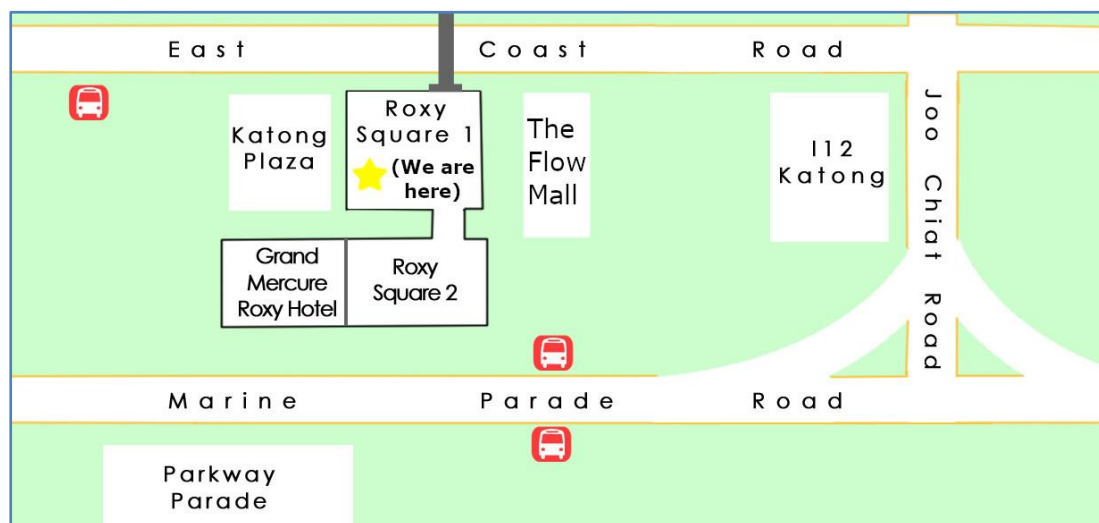 East Coast Road
Katong
Plaza
Roxy
Square 1
(We are
here)
The
Flow
Mall
I12
Katong
Joo Chiat Road
Grand
Mercure
Roxy Hotel
Roxy
Square 2
Marine Parade Road
Parkway
Parade